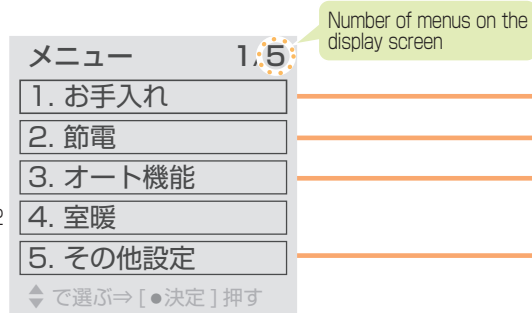 Number of menus on the
display screen
メニュー 1/5
1. お手入れ
2. 節電
3. オート機能
4. 室暖
5. その他設定
で選ぶ⇒ [ ●決定 ] 押す